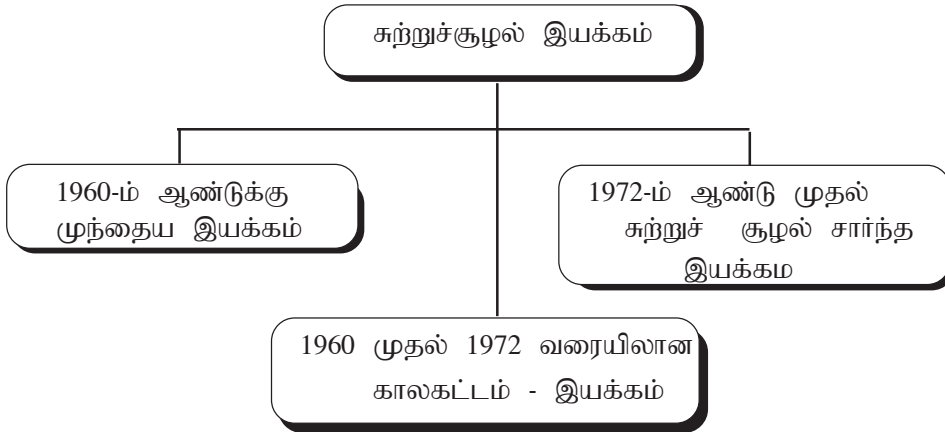 சுற்றுச்சூழல் இயக்கம்
1960-ம் ஆண்டுக்கு
முந்தைய இயக்கம்
1972-ம் ஆண்டு முதல்
சுற்றுச் சூழல் சார்ந்த
இயக்கம
1960 முதல் 1972 வரையிலான
காலகட்டம் - இயக்கம்